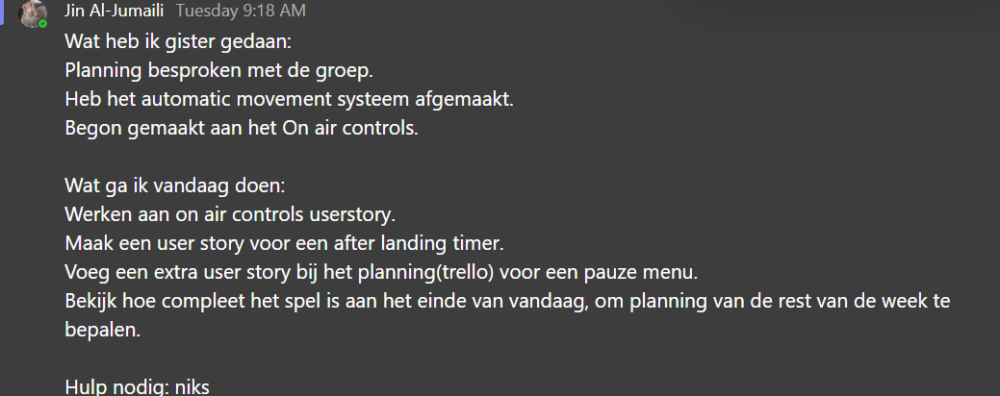 Jin Al-Jumaili Tuesday 9:18 AM
Wat heb ik gister gedaan:
Planning besproken met de groep.
Heb het automatic movement systeem afgemaakt.
Begon gemaakt aan het On air controls.
Wat ga ik vandaag doen:
Werken aan on air controls userstory.
Maak een user story voor een after landing timer.
Voeg een extra user story bij het planning(trello) voor een pauze menu.
Bekijk hoe compleet het spel is aan het einde van vandaag, om planning van de rest van de week te
bepalen.
Hulp nodig: niks